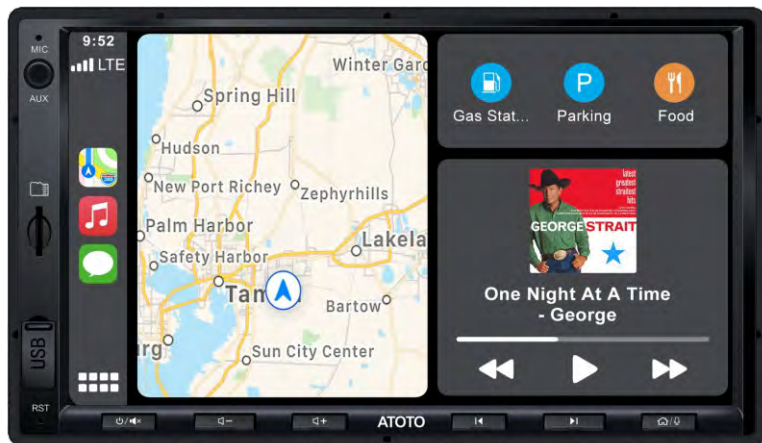 MIC
AUX
USB
RST
9:52
LTE
Winter Gard
Spring Hill
Hudson
New Port Richey
Zephyrhills
Palm Harbor
Lakela
Safety Harbor
Tam
Bartow
rg
Sun City Center
Gas Stat...
P
Parking
Food
latest
greatest
straitest
hits
GEORGE STRAIT
One Night At A Time
- George
ATOTO